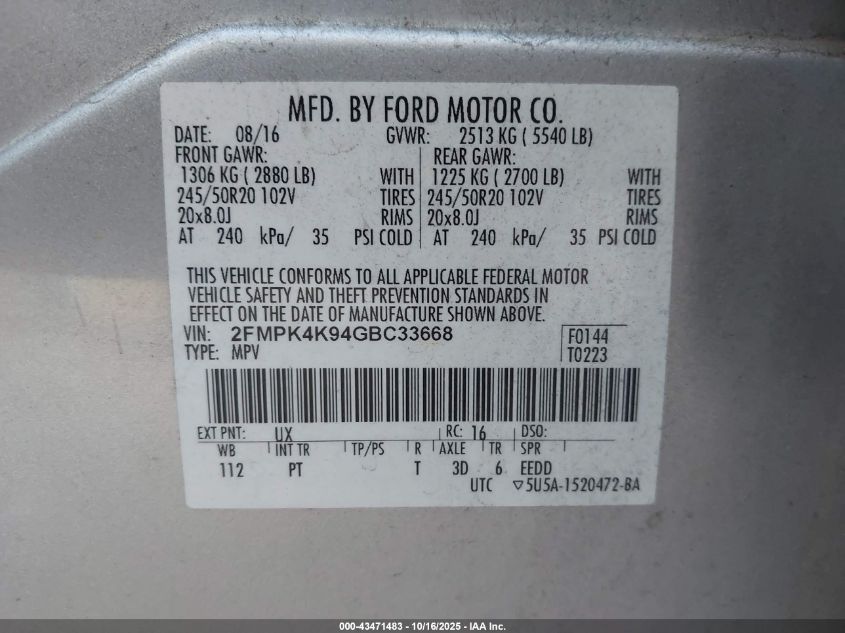 MFD. BY FORD MOTOR CO.
DATE: 08/16 GVWR: 2513 KG ( 5540 LB)
FRONT GAWR: REAR GAWR:
1306 KG ( 2880 LB) WITH 1225 KG ( 2700 LB) WITH
245/50R20 102V TIRES 245/50R20 102V TIRES
20x8.0J RIMS 20x8.0J RIMS
AT 240 kPa/ 35 PSI COLD AT 240 kPa/ 35 PSI COLD
THIS VEHICLE CONFORMS TO ALL APPLICABLE FEDERAL MOTOR
VEHICLE SAFETY AND THEFT PREVENTION STANDARDS IN
EFFECT ON THE DATE OF MANUFACTURE SHOWN ABOVE.
VIN: 2FMPK4K94GBC33668 F0144
TYPE: MPV T0223
EXT PNT: UX RC: 16 DSO:
WB INT TR TP/PS R AXLE TR SPR
112 PT T 3D 6 EEDD
UTC ▽5U5A-1520472-BA
000-43471483 - 10/16/2025 - IAA Inc.